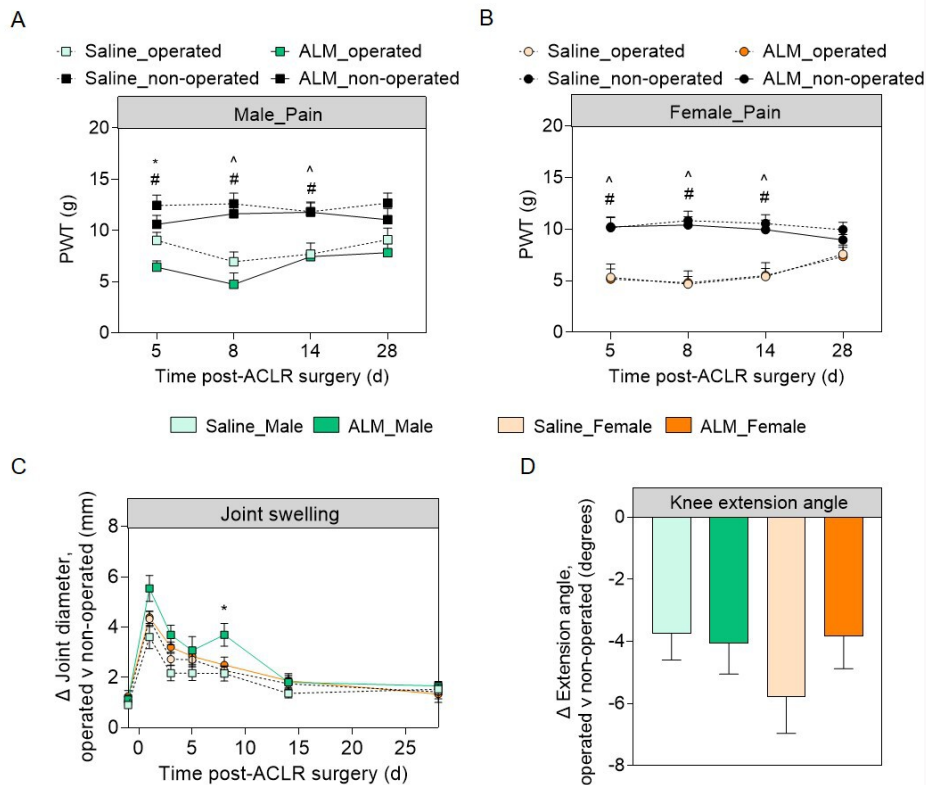 A
B
Saline_operated ALM_operated
Saline_non-operated ALM_non-operated
Saline_operated ALM_operated
Saline_non-operated ALM_non-operated
Male_Pain
20
15
10
5
0
PWT (g)
*
#
^
#
^
#
5 8 14 28
Time post-ACLR surgery (d)
Female_Pain
20
15
10
5
0
PWT (g)
^
#
^
#
^
#
5 8 14 28
Time post-ACLR surgery (d)
Saline_Male ALM_Male Saline_Female ALM_Female
C
D
Joint swelling
8
6
4
2
0
Δ Joint diameter,
operated v non-operated (mm)
*
0 5 10 15 20 25
Time post-ACLR surgery (d)
Knee extension angle
0
-2
-4
-6
-8
Δ Extension angle,
operated v non-operated (degrees)